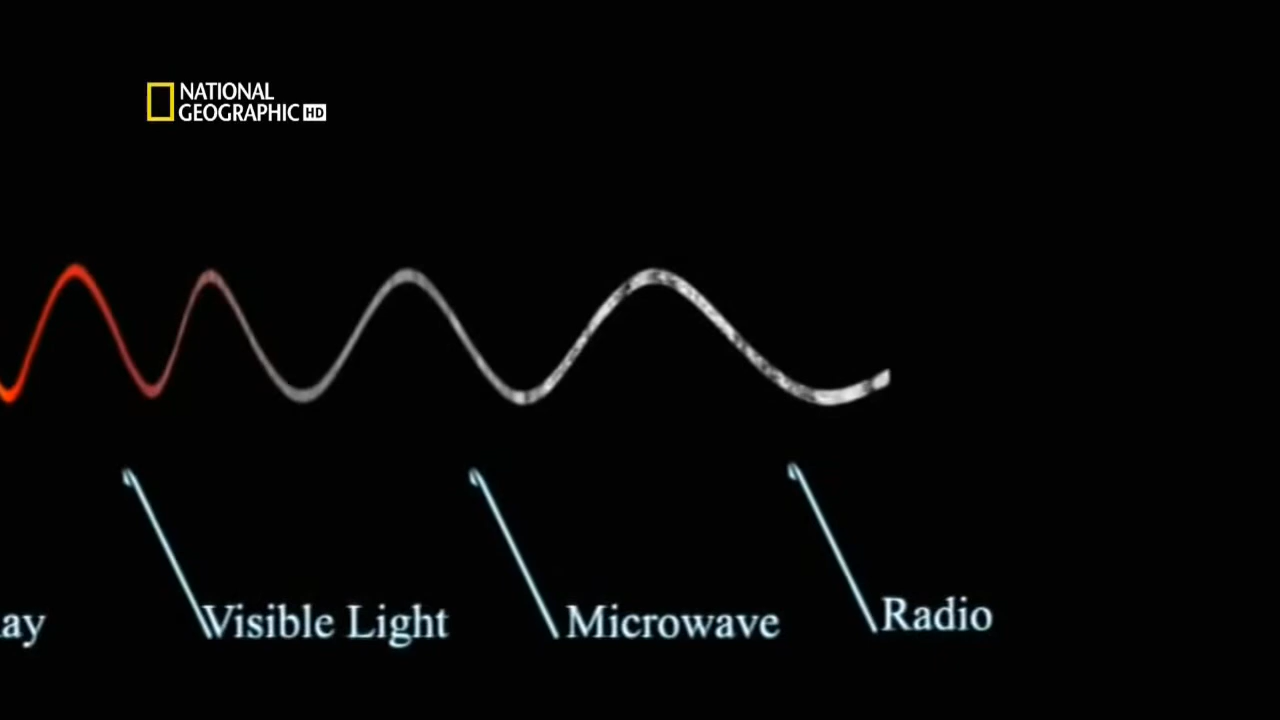 NATIONAL
GEOGRAPHIC HD
ay
Visible Light
Microwave
Radio